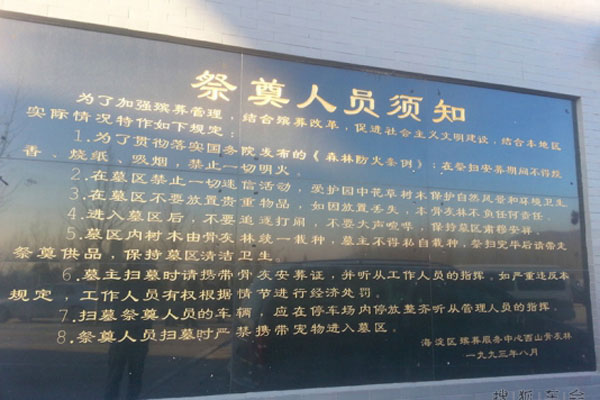 祭奠人员须知
为了加强殡葬管理，结合殡葬改革，促进社会主义文明建设，结合本地区
实际情况特作如下规定：
1.为了贯彻落实国务院发布的《森林防火条例》：在祭扫安葬期间不得烧
香、烧纸、吸烟，禁止一切明火。
2.在墓区禁止一切迷信活动，爱护园中花草树木保护自然风景和环境卫生
3.在墓区不要放置贵重物品，如因放置丢失，本骨灰林不负任何责任。
4.进入墓区后，不要追逐打闹，不要大声喧哗，保持墓区肃穆安祥。
5.墓区内树木由骨灰林统一栽种，墓主不得私自栽种，祭扫完毕后请带走
祭奠供品，保持墓区清洁卫生。
6.墓主扫墓时请携带骨灰安葬证，并听从工作人员的指挥，如严重违反本
规定，工作人员有权根据情节进行经济处罚。
7.扫墓祭奠人员的车辆，应在停车场内停放整齐听从管理人员的指挥。
8.祭奠人员扫墓时严禁携带宠物进入墓区。
海淀区殡葬服务中心西山骨灰林
一九九三年八月
搜狐车会